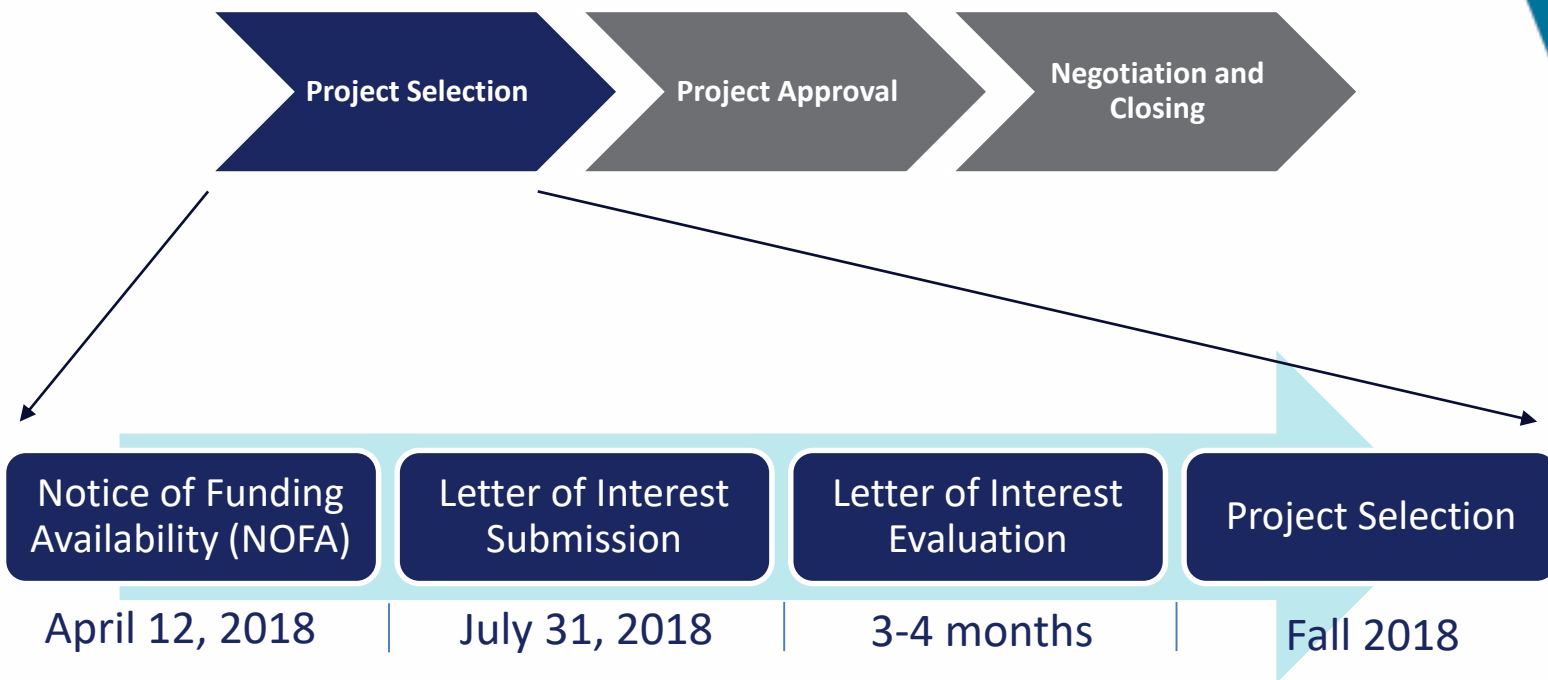 Project Selection
Project Approval
Negotiation and
Closing
Notice of Funding
Availability (NOFA)
Letter of Interest
Submission
Letter of Interest
Evaluation
Project Selection
April 12, 2018
July 31, 2018
3-4 months
Fall 2018